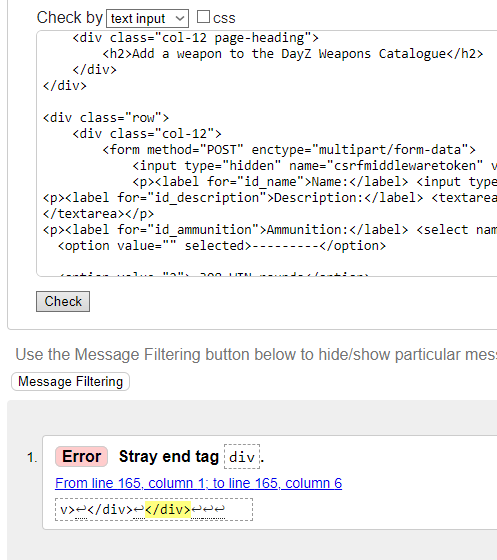 Check by text input css
<div class="col-12 page-heading">
<h2>Add a weapon to the DayZ Weapons Catalogue</h2>
</div>
</div>
<div class="row">
<div class="col-12">
<form method="POST" enctype="multipart/form-data">
<input type="hidden" name="csrfmiddlewaretoken" v
<p><label for="id_name">Name:</label> <input type
<p><label for="id_description">Description:</label> <textarea
</textarea></p>
<p><label for="id_ammunition">Ammunition:</label> <select nam
<option value="" selected>---------</option>
Check
Use the Message Filtering button below to hide/show particular mes
Message Filtering
1. Error Stray end tag div.
From line 165, column 1; to line 165, column 6
v>↩</div>↩</div>↩↩↩